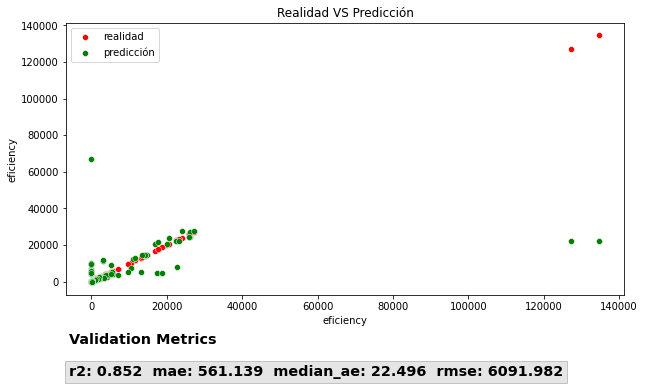 Realidad VS Predicción
realidad
predicción
140000
120000
100000
80000
60000
40000
20000
0
eficiency
0 20000 40000 60000 80000 100000 120000 140000
eficiency
Validation Metrics
r2: 0.852 mae: 561.139 median_ae: 22.496 rmse: 6091.982